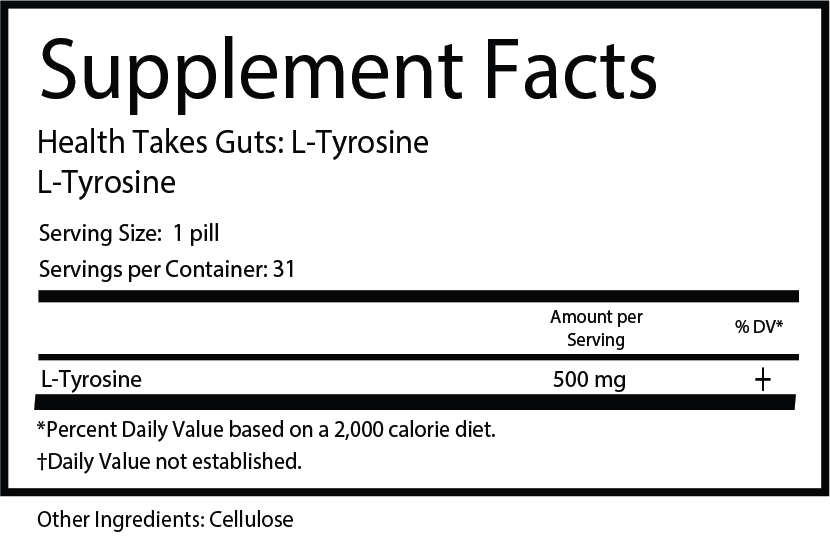 Supplement Facts
Health Takes Guts: L-Tyrosine
L-Tyrosine
Serving Size: 1 pill
Servings per Container: 31
Amount per
Serving
% DV*
L-Tyrosine 500 mg †
*Percent Daily Value based on a 2,000 calorie diet.
†Daily Value not established.
Other Ingredients: Cellulose